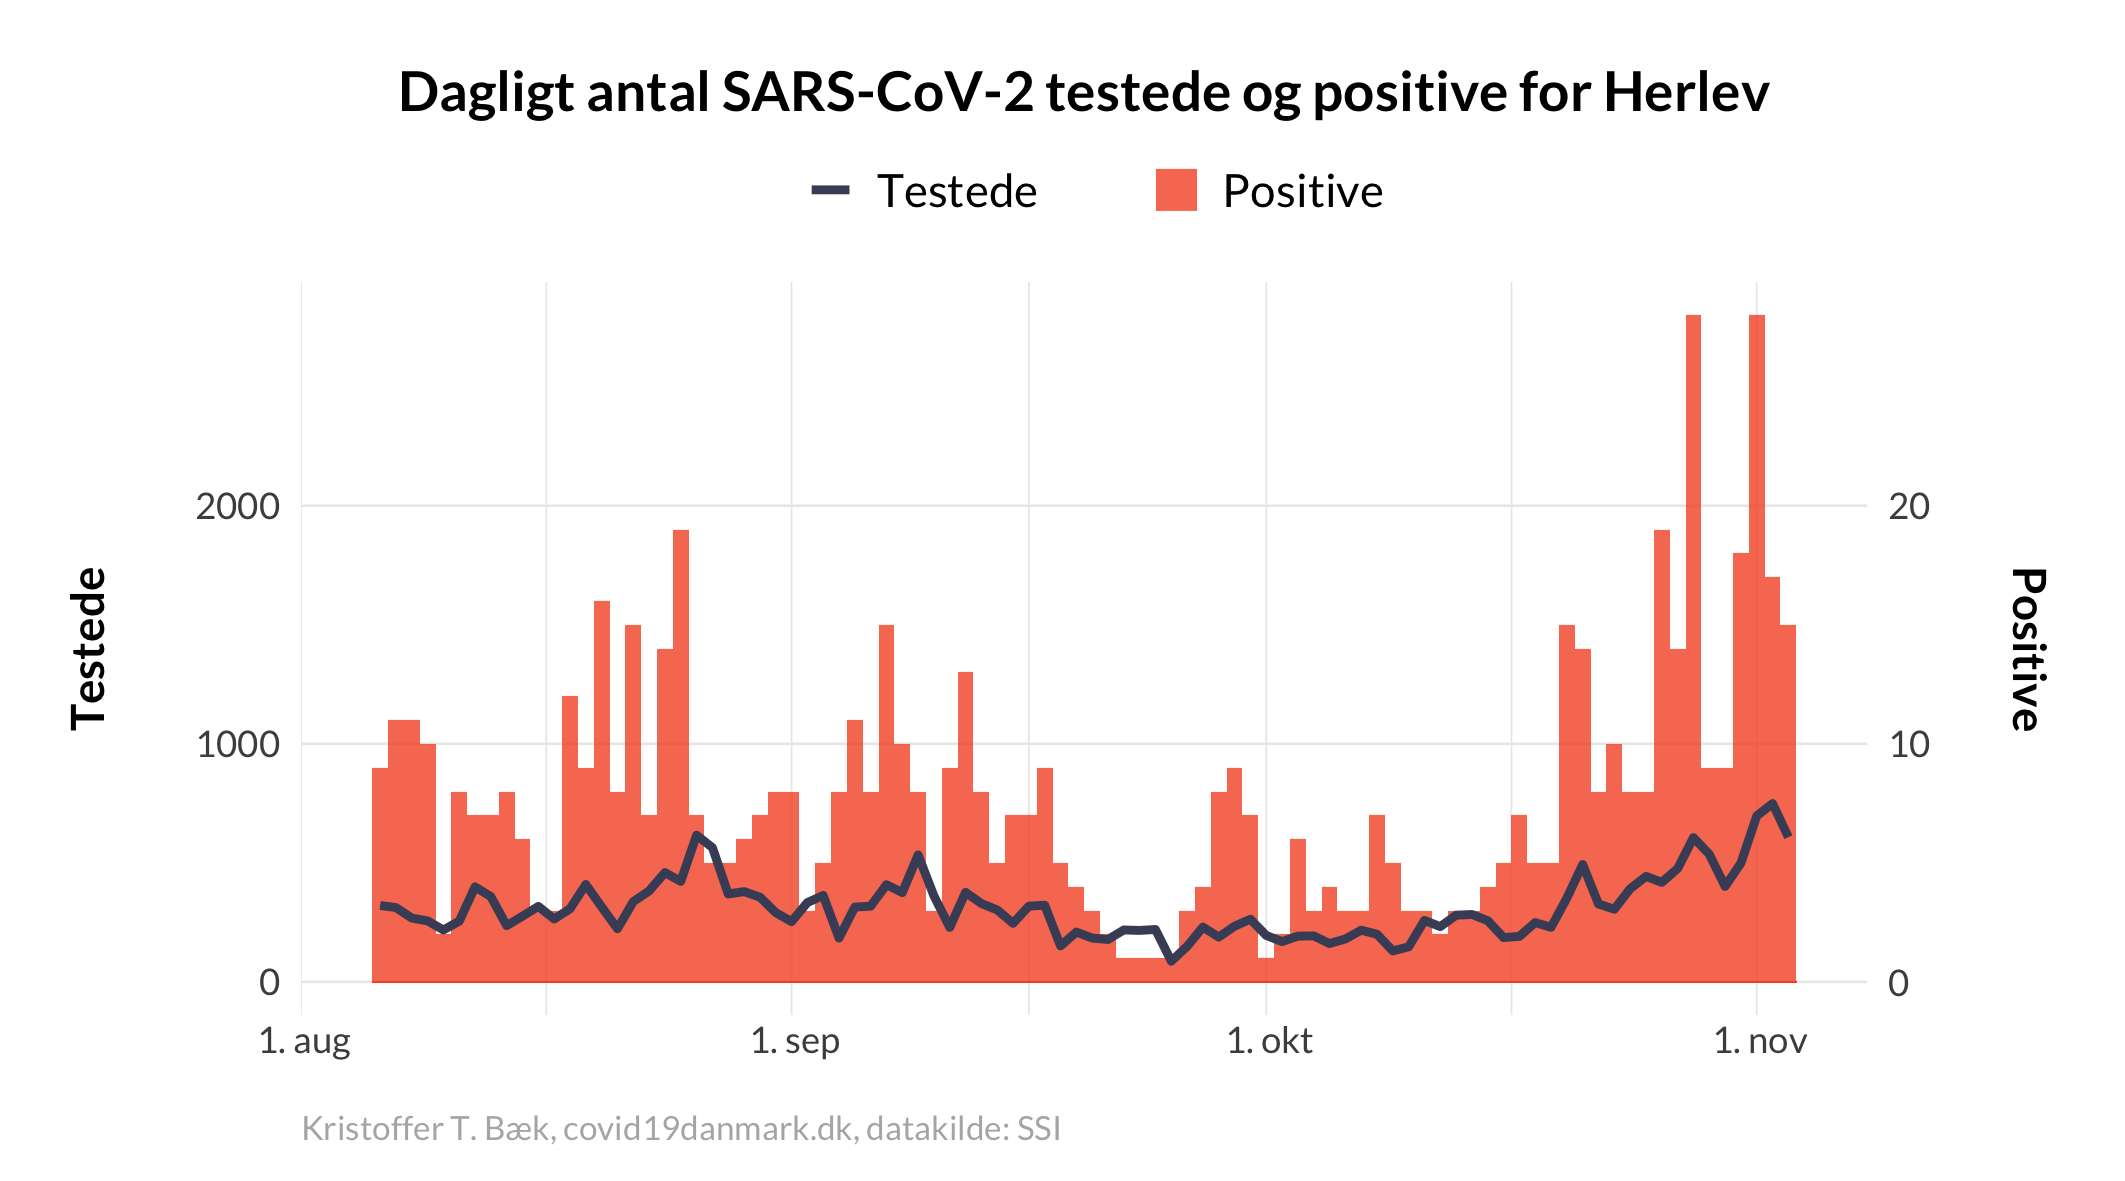 Dagligt antal SARS-CoV-2 testede og positive for Herlev
Testede
Positive
Testede
2000
1000
0
20
10
0
Positive
1. aug
1. sep
1. okt
1. nov
Kristoffer T. Bæk, covid19danmark.dk, datakilde: SSI